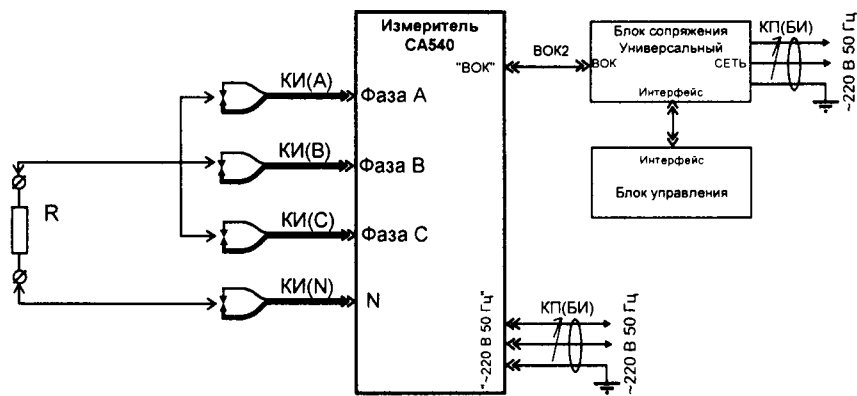 Измеритель
СА540
"ВОК"
ВОК2
Блок сопряжения
Универсальный
ВОК
СЕТЬ
Интерфейс
КП(БИ)
~220 В 50 Гц
Интерфейс
Блок управления
КИ(А)
Фаза А
КИ(В)
Фаза В
R
КИ(С)
Фаза С
КИ(N)
N
"~220 В 50 Гц"
КП(БИ)
~220 В 50 Гц